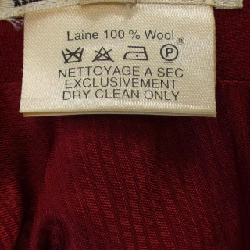 Laine 100 % Wool ®
NETTOYAGE A SEC
EXCLUSIVEMENT
DRY CLEAN ONLY